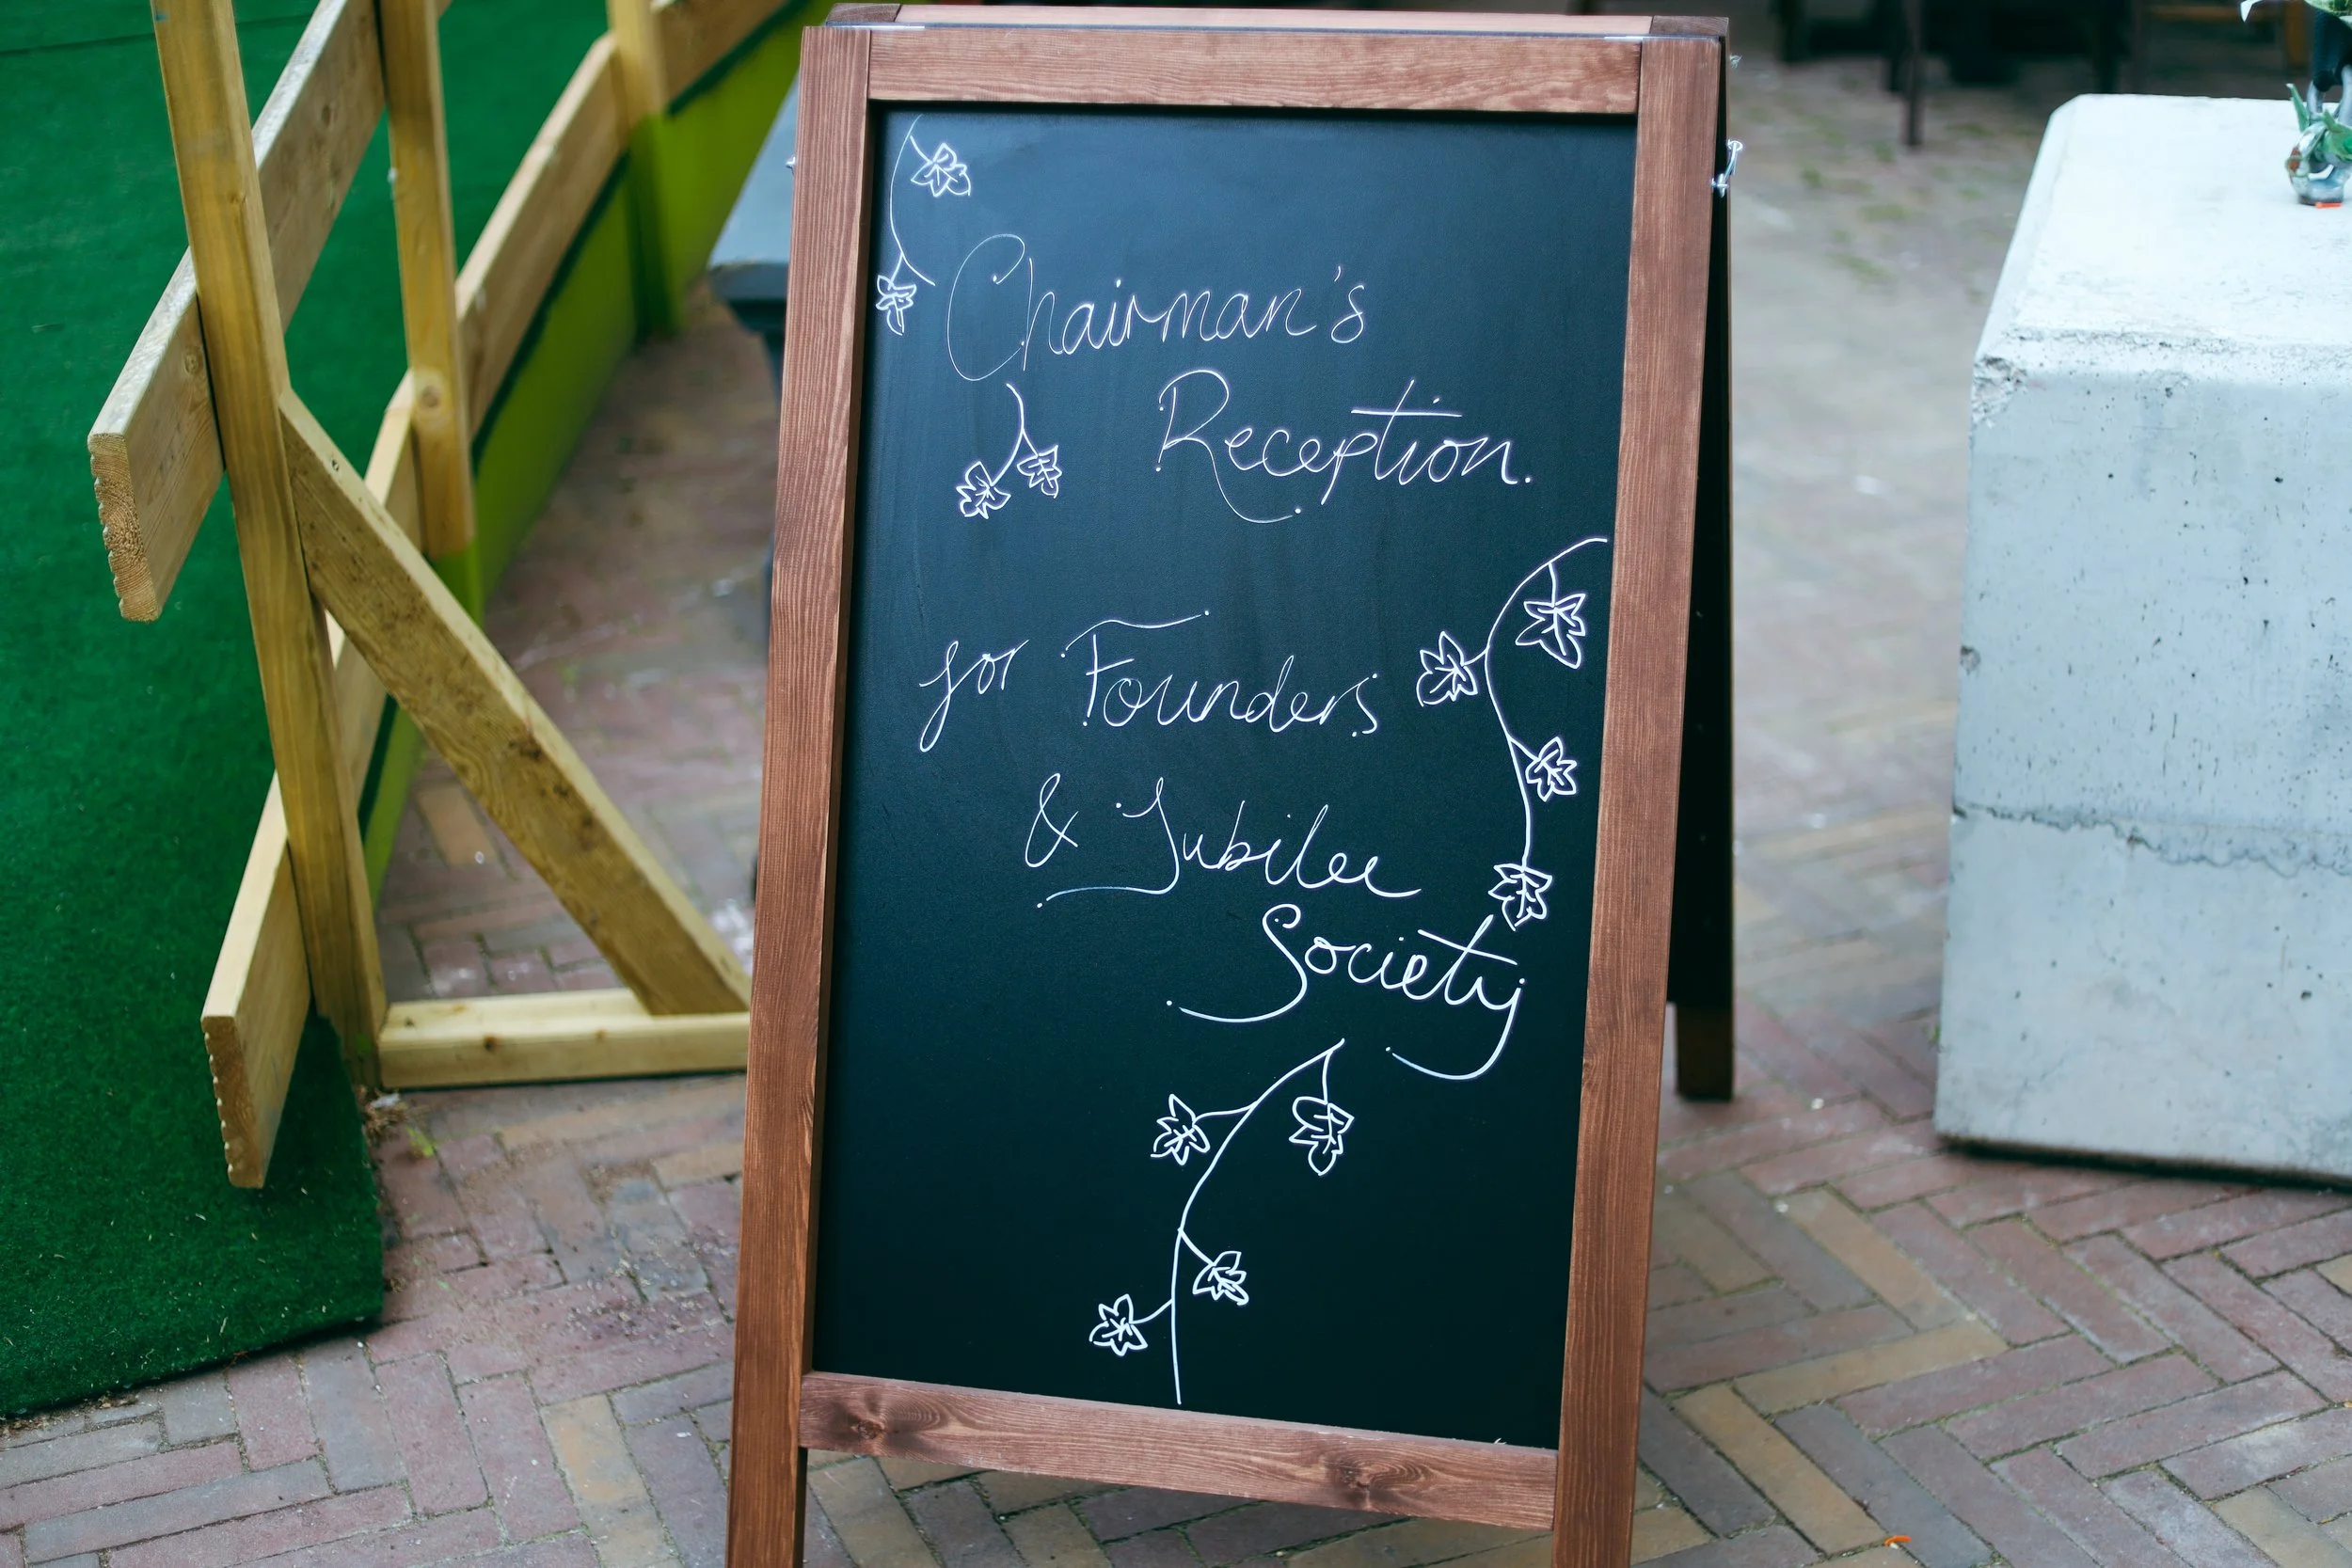 Chairman's
Reception.
for Founders
& Jubilee
Society